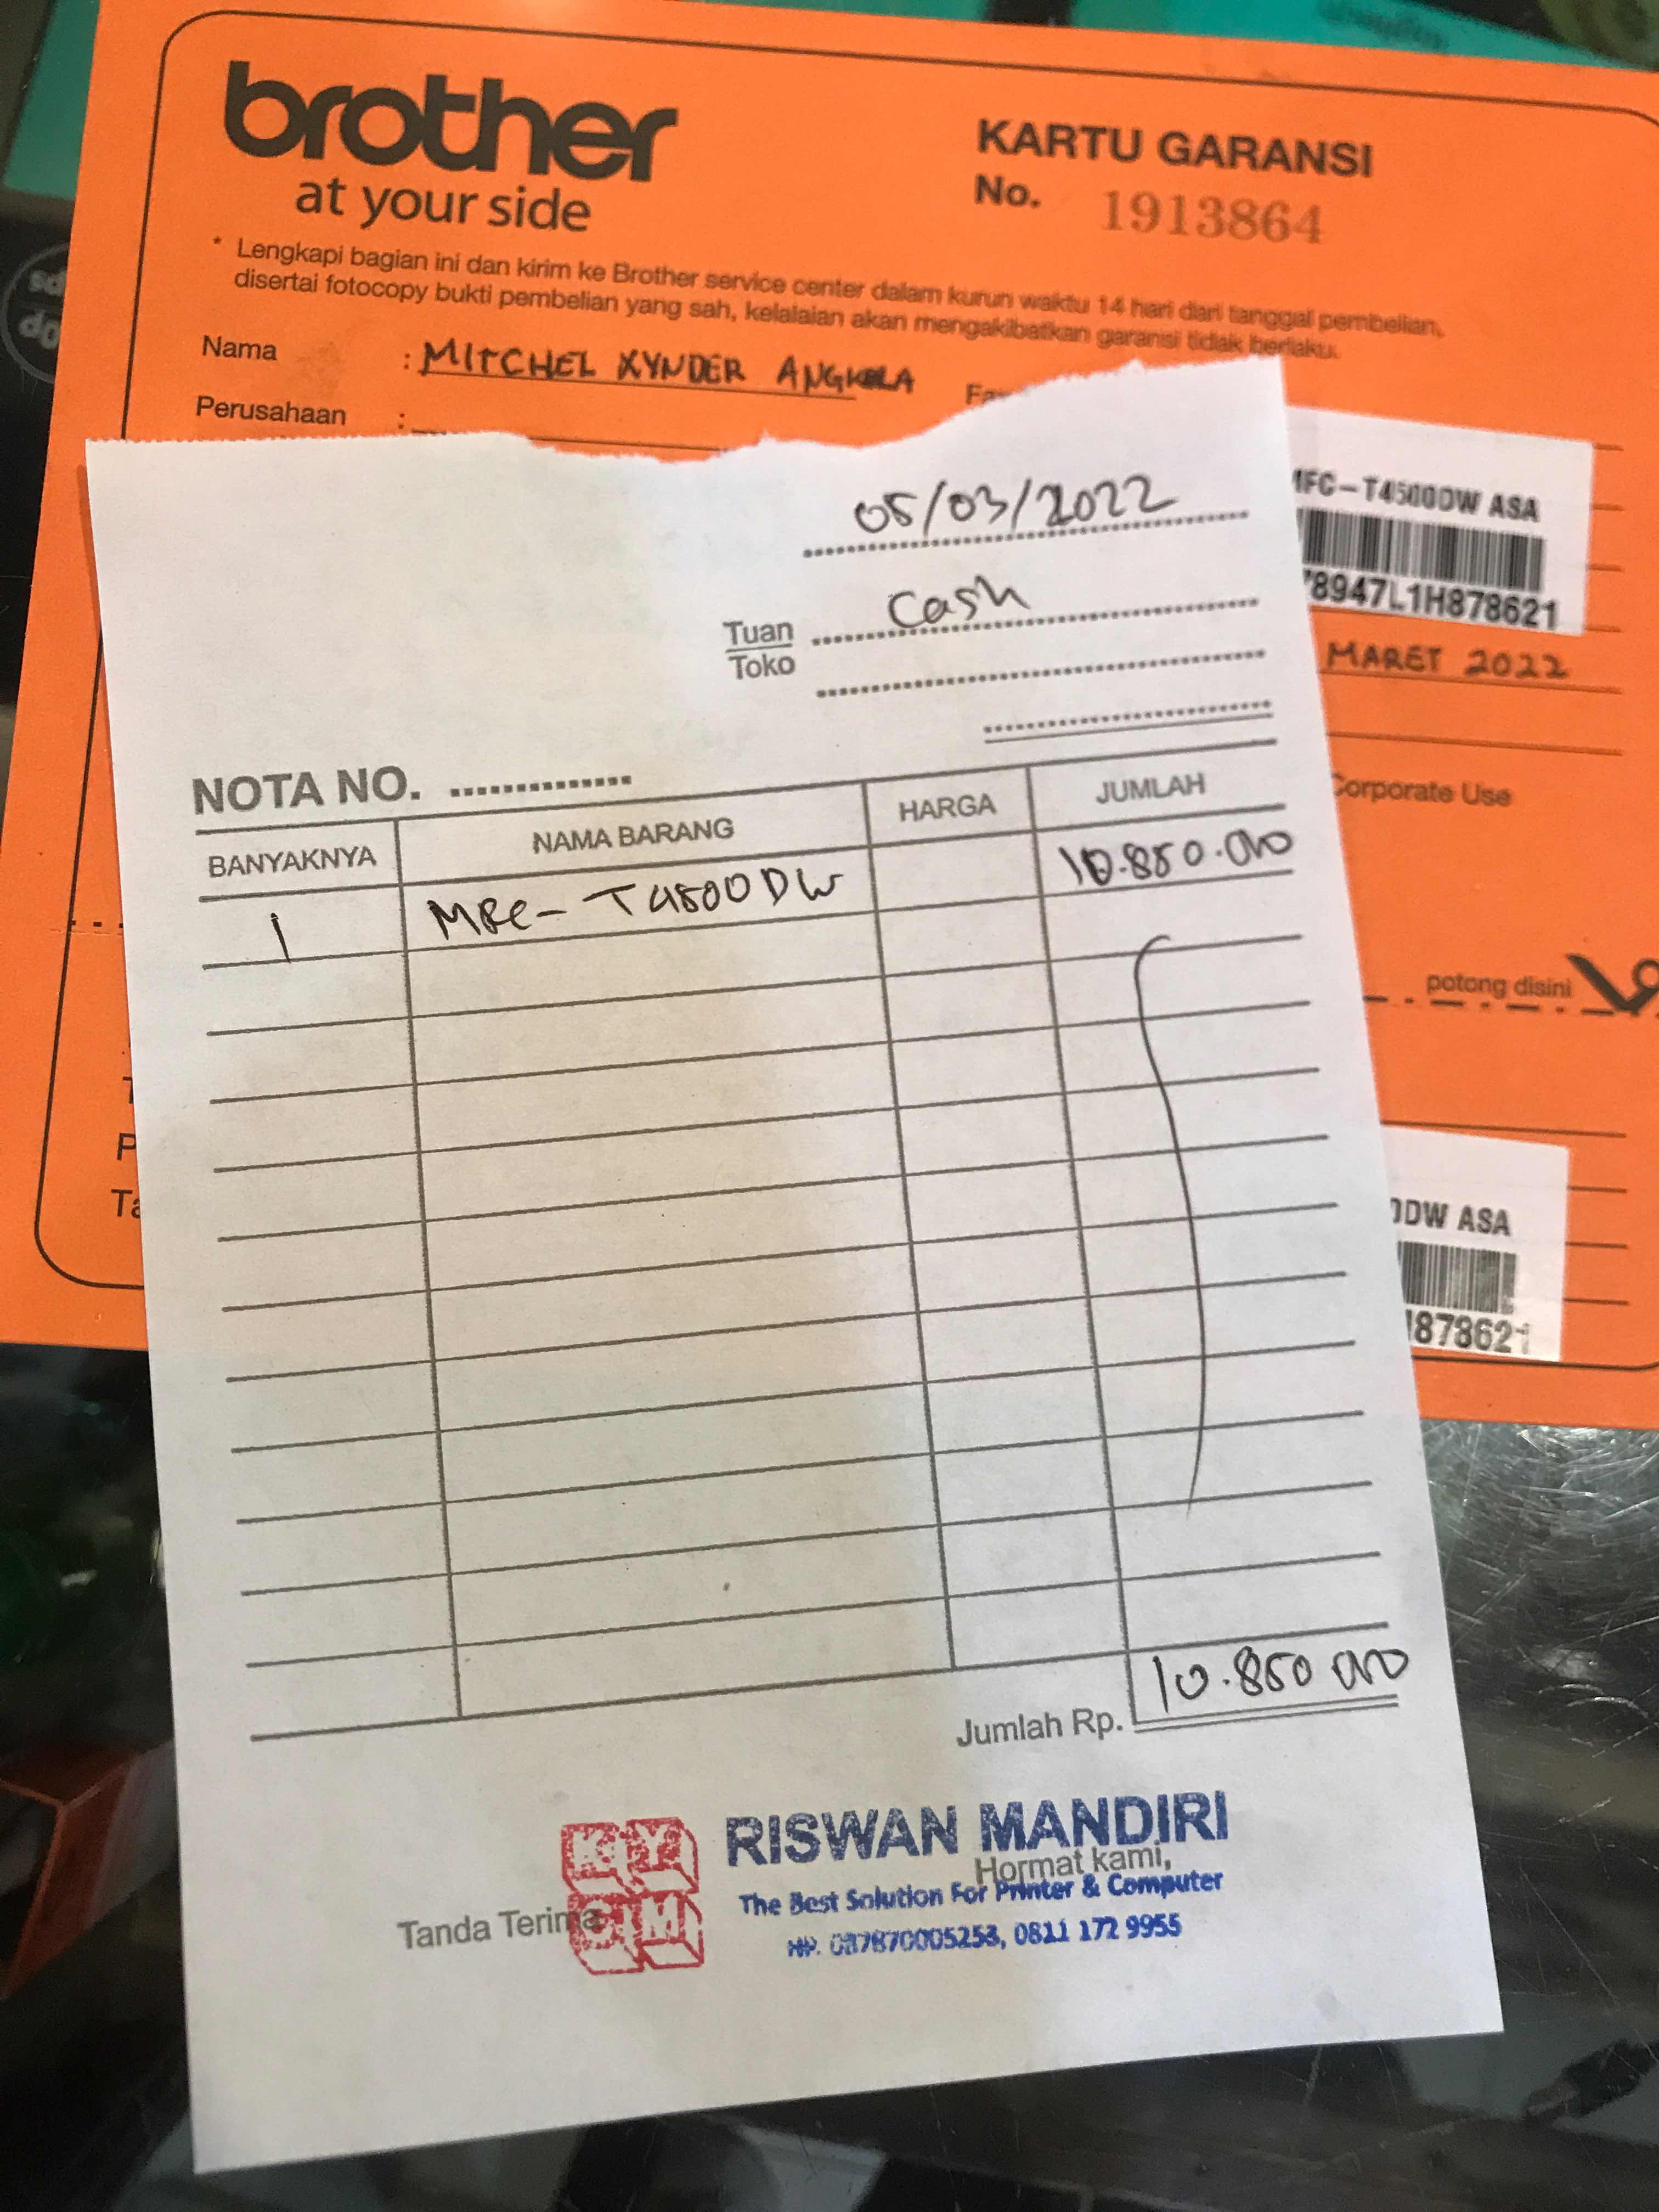 brother
at your side
KARTU GARANSI
No. 1913864
* Lengkapi bagian ini dan kirim ke Brother service center dalam kurun waktu 14 hari dari tanggal pembelian,
disertai fotocopy bukti pembelian yang sah, kelalaian akan mengakibatkan garansi tidak berlaku.
Nama : MITCHEL XYNDER ANGKOLA
Perusahaan :
MFC-T4500DW ASA
78947L1H878621
MARET 2022
Corporate Use
potong disini
0DW ASA
H878621
05/03/2022
Tuan Cash
Toko
NOTA NO. ..............
BANYAKNYA NAMA BARANG HARGA JUMLAH
1 MFC-T4500DW 10.850.000
Jumlah Rp. 10.850 000
Tanda Terima
Hormat kami,
RISWAN MANDIRI
The Best Solution For Printer & Computer
HP. 087870005253, 0811 172 9955